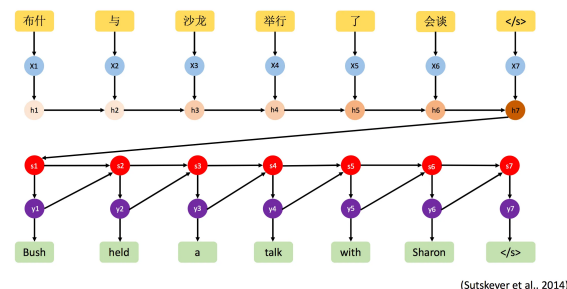 布什 与 沙龙 举行 了 会谈 </s>
X1 X2 X3 X4 X5 X6 X7
h1 h2 h3 h4 h5 h6 h7
s1 s2 s3 s4 s5 s6 s7
y1 y2 y3 y4 y5 y6 y7
Bush held a talk with Sharon </s>
(Sutskever et al., 2014)